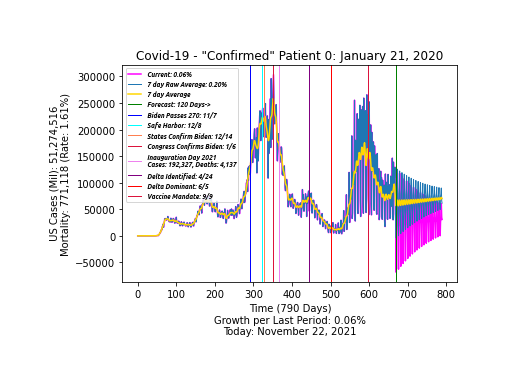 Covid-19 - "Confirmed" Patient 0: January 21, 2020
US Cases (Mil): 51,274,516
Mortality: 771,118 (Rate: 1.61%)
300000
250000
200000
150000
100000
50000
0
−50000
Current: 0.06%
7 day Raw Average: 0.20%
7 day Average
Forecast: 120 Days->
Biden Passes 270: 11/7
Safe Harbor: 12/8
States Confirm Biden: 12/14
Congress Confirms Biden: 1/6
Inauguration Day 2021
Cases: 192,327, Deaths: 4,137
Delta Identified: 4/24
Delta Dominant: 6/5
Vaccine Mandate: 9/9
0 100 200 300 400 500 600 700 800
Time (790 Days)
Growth per Last Period: 0.06%
Today: November 22, 2021